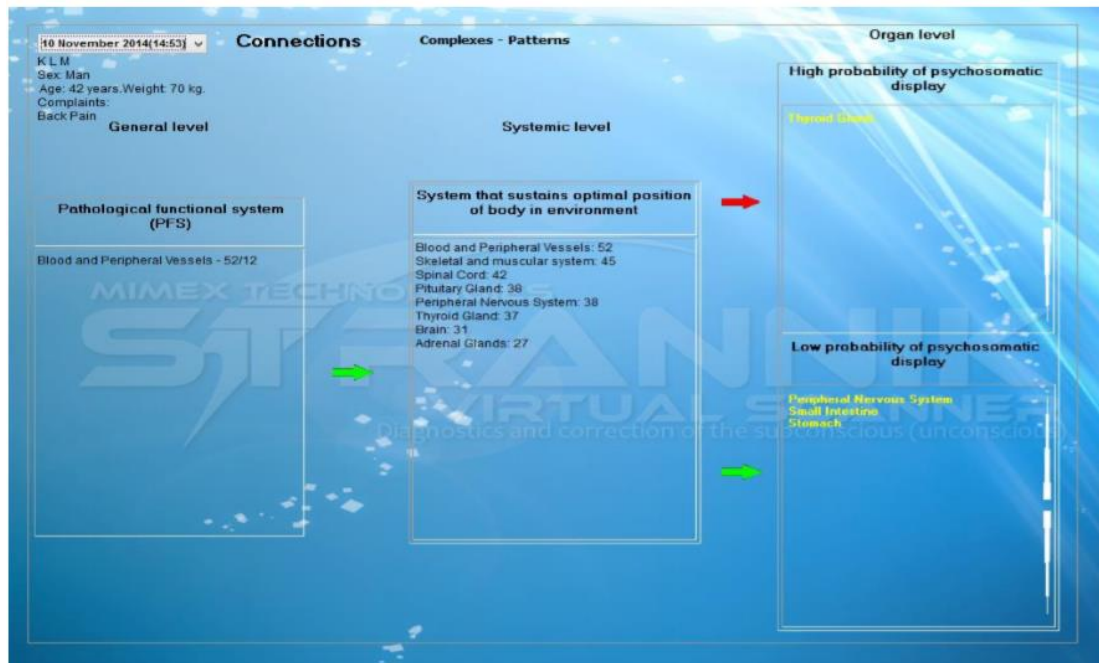 10 November 2014(14:53)
Connections
Complexes - Patterns
Organ level
K L M
Sex: Man
Age: 42 years.Weight: 70 kg.
Complaints:
Back Pain
General level
Systemic level
High probability of psychosomatic
display
Thyroid Gland
Pathological functional system
(PFS)
Blood and Peripheral Vessels - 52/12
System that sustains optimal position
of body in environment
Blood and Peripheral Vessels: 52
Skeletal and muscular system: 45
Spinal Cord: 42
Pituitary Gland: 38
Peripheral Nervous System: 38
Thyroid Gland: 37
Brain: 31
Adrenal Glands: 27
Low probability of psychosomatic
display
Peripheral Nervous System
Small Intestine
Stomach
MIMEX TECHNOLOGIES
STRANNIK
VIRTUAL SCANNER
Diagnostics and correction of the subconscious (unconscious)